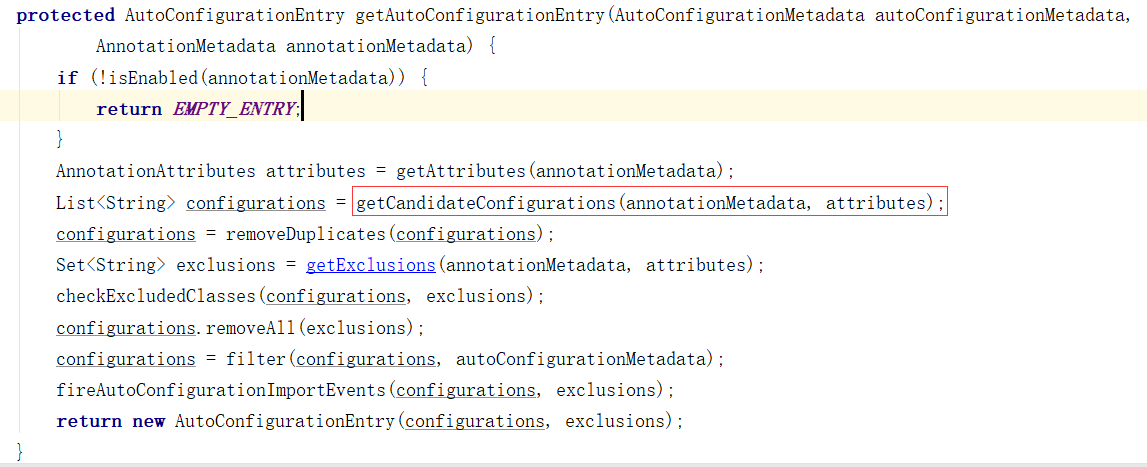 protected AutoConfigurationEntry getAutoConfigurationEntry(AutoConfigurationMetadata autoConfigurationMetadata,
AnnotationMetadata annotationMetadata) {
if (!isEnabled(annotationMetadata)) {
return EMPTY_ENTRY;
}
AnnotationAttributes attributes = getAttributes(annotationMetadata);
List<String> configurations = getCandidateConfigurations(annotationMetadata, attributes);
configurations = removeDuplicates(configurations);
Set<String> exclusions = getExclusions(annotationMetadata, attributes);
checkExcludedClasses(configurations, exclusions);
configurations.removeAll(exclusions);
configurations = filter(configurations, autoConfigurationMetadata);
fireAutoConfigurationImportEvents(configurations, exclusions);
return new AutoConfigurationEntry(configurations, exclusions);
}